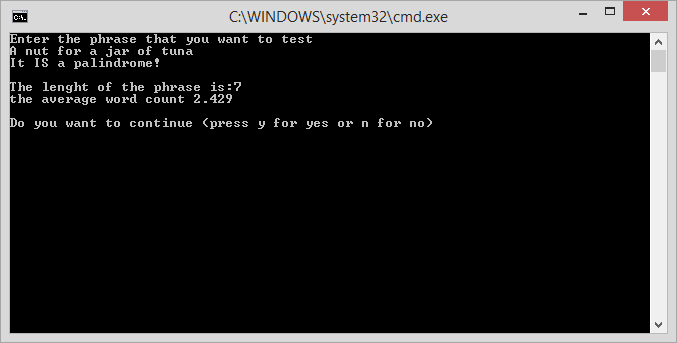 C:\WINDOWS\system32\cmd.exe
Enter the phrase that you want to test
A nut for a jar of tuna
It IS a palindrome!
The lenght of the phrase is:7
the average word count 2.429
Do you want to continue (press y for yes or n for no)